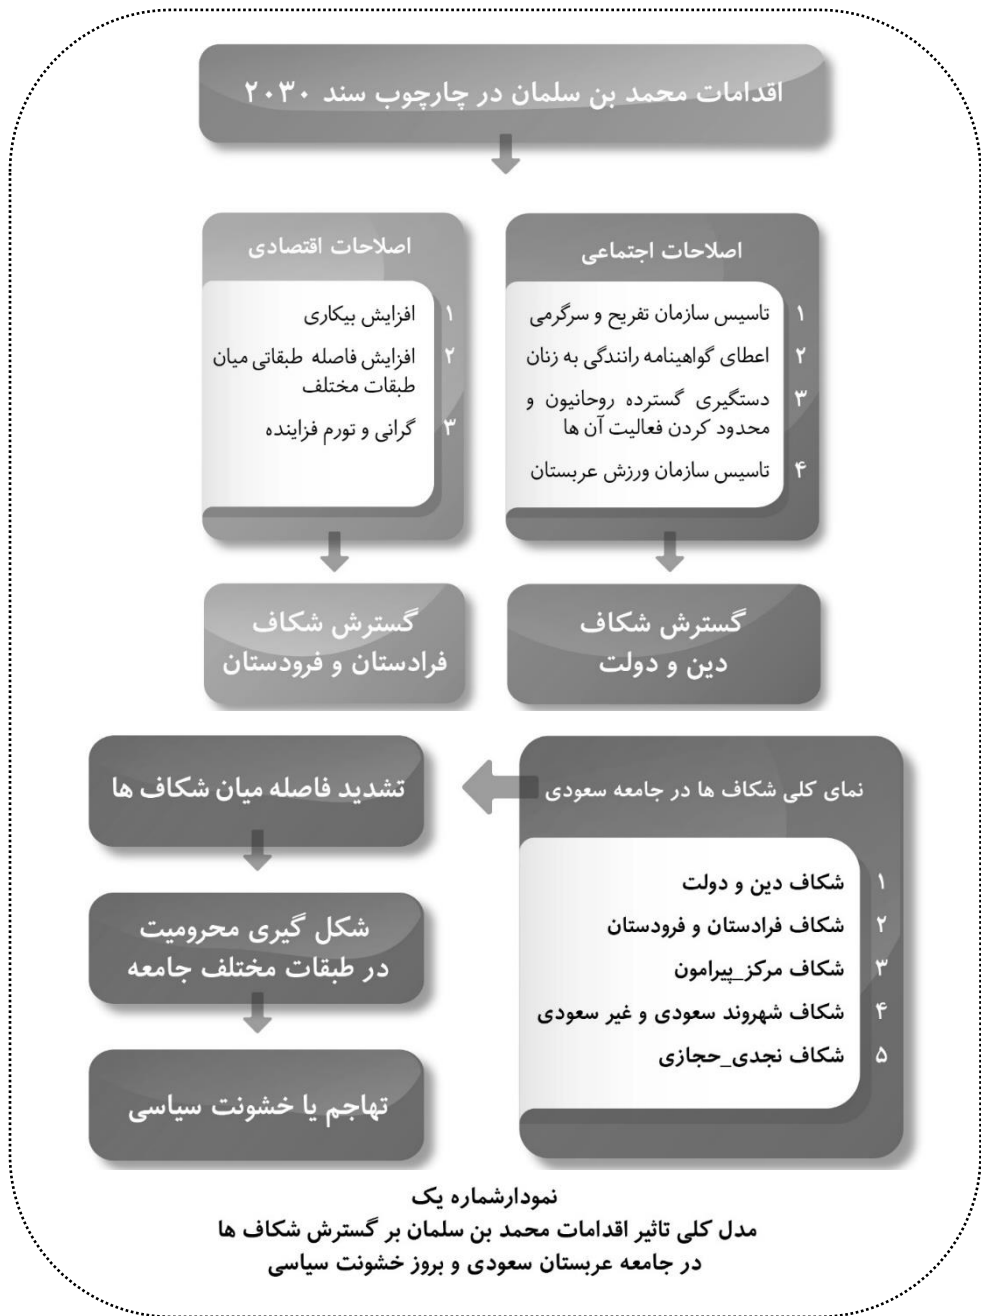 اقدامات محمد بن سلمان در چارچوب سند ۲۰۳۰
اصلاحات اجتماعی
۱ تاسیس سازمان تفریح و سرگرمی
۲ اعطای گواهینامه رانندگی به زنان
۳ دستگیری گسترده روحانیون و
محدود کردن فعالیت آن ها
۴ تاسیس سازمان ورزش عربستان
اصلاحات اقتصادی
۱ افزایش بیکاری
۲ افزایش فاصله طبقاتی میان
طبقات مختلف
۳ گرانی و تورم فزاینده
گسترش شکاف
دین و دولت
گسترش شکاف
فرادستان و فرودستان
نمای کلی شکاف ها در جامعه سعودی
۱ شکاف دین و دولت
۲ شکاف فرادستان و فرودستان
۳ شکاف مرکز_پیرامون
۴ شکاف شهروند سعودی و غیر سعودی
۵ شکاف نجدی_حجازی
تشدید فاصله میان شکاف ها
شکل گیری محرومیت
در طبقات مختلف جامعه
تهاجم یا خشونت سیاسی
نمودارشماره یک
مدل کلی تاثیر اقدامات محمد بن سلمان بر گسترش شکاف ها
در جامعه عربستان سعودی و بروز خشونت سیاسی